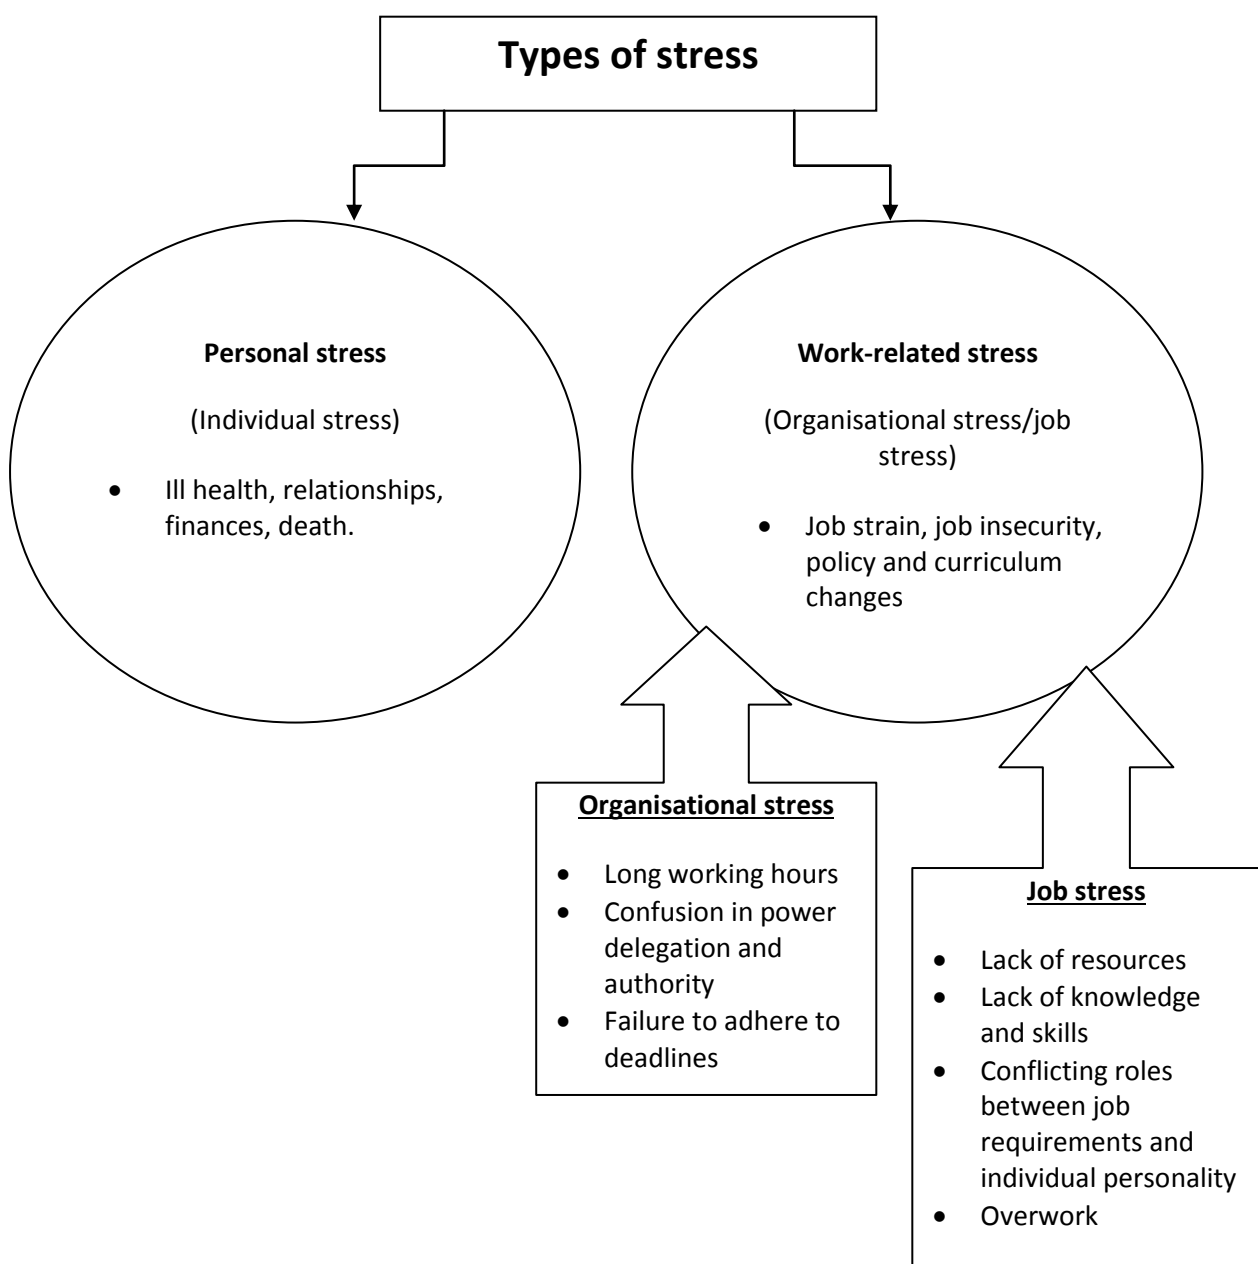 Types of stress
Personal stress
(Individual stress)
• Ill health, relationships,
finances, death.
Work-related stress
(Organisational stress/job
stress)
• Job strain, job insecurity,
policy and curriculum
changes
Organisational stress
• Long working hours
• Confusion in power
delegation and
authority
• Failure to adhere to
deadlines
Job stress
• Lack of resources
• Lack of knowledge
and skills
• Conflicting roles
between job
requirements and
individual personality
• Overwork